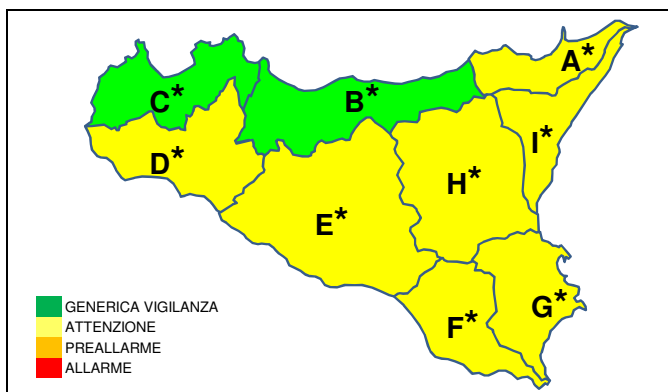 A*
C*
B*
I*
D*
H*
E*
G*
F*
GENERICA VIGILANZA
ATTENZIONE
PREALLARME
ALLARME